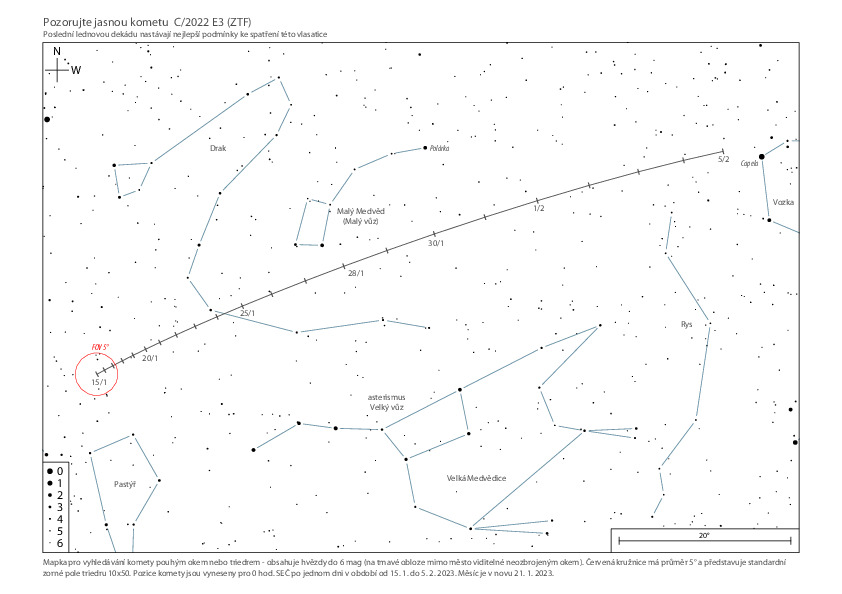 Pozorujte jasnou kometu C/2022 E3 (ZTF)
Poslední lednovou dekádu nastávají nejlepší podmínky ke spatření této vlasatice
N
W
Drak
Polárka
5/2
Capella
Vozka
Malý Medvěd
(Malý vůz)
1/2
30/1
28/1
25/1
Rys
FOV 5°
20/1
15/1
asterismus
Velký vůz
Velká Medvědice
Pastýř
0
1
2
3
4
5
6
20°
Mapka pro vyhledávání komety pouhým okem nebo triedrem - obsahuje hvězdy do 6 mag (na tmavé obloze mimo město viditelné neozbrojeným okem). Červená kružnice má průměr 5° a představuje standardní
zorné pole triedru 10x50. Pozice komety jsou vyneseny pro 0 hod. SEČ po jednom dni v období od 15. 1. do 5. 2. 2023. Měsíc je v novu 21. 1. 2023.